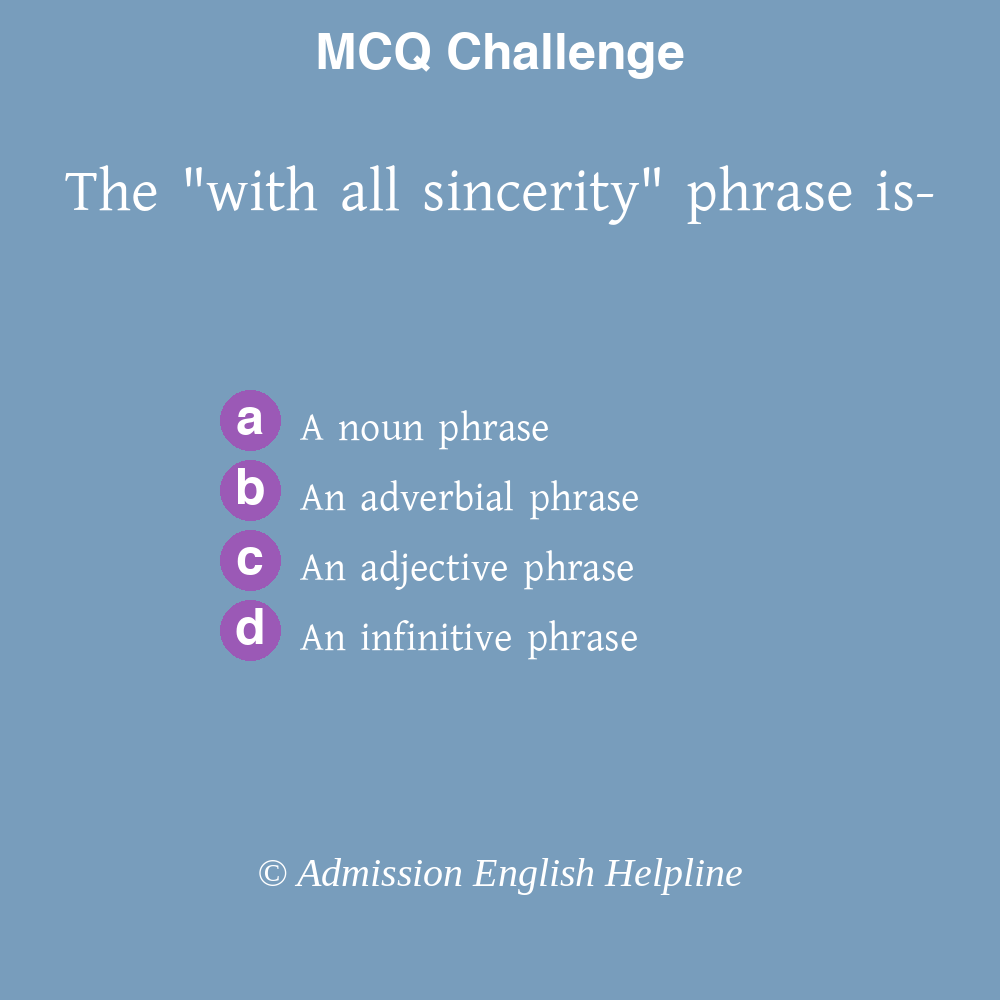 MCQ Challenge
The "with all sincerity" phrase is-
a A noun phrase
b An adverbial phrase
c An adjective phrase
d An infinitive phrase
© Admission English Helpline